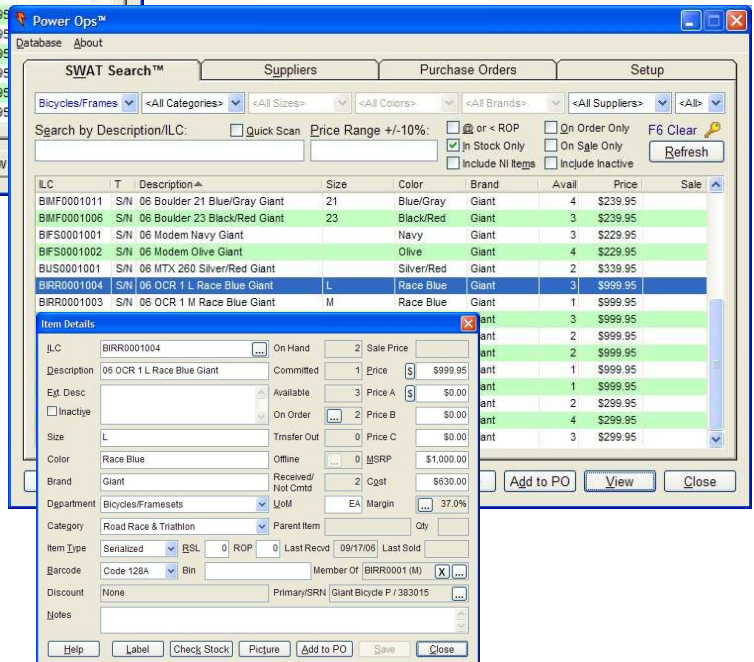 Power Ops™
Database About
SWAT Search™ Suppliers Purchase Orders Setup
Bicycles/Frames <All Categories> <All Sizes> <All Colors> <All Brands> <All Suppliers> <All>
Search by Description/ILC: Quick Scan Price Range +/-10%: @ or < ROP On Order Only F6 Clear
In Stock Only On Sale Only Refresh
Include NI Items Include Inactive
ILC T Description Size Color Brand Avail Price Sale
BIMF0001011 S/N 06 Boulder 21 Blue/Gray Giant 21 Blue/Gray Giant 4 $239.95
BIMF0001006 S/N 06 Boulder 23 Black/Red Giant 23 Black/Red Giant 3 $239.95
BIFS0001001 S/N 06 Modem Navy Giant Navy Giant 3 $229.95
BIFS0001002 S/N 06 Modem Olive Giant Olive Giant 4 $229.95
BUS0001001 S/N 06 MTX 260 Silver/Red Giant Silver/Red Giant 2 $339.95
BIRR0001004 S/N 06 OCR 1 L Race Blue Giant L Race Blue Giant 3 $999.95
BIRR0001003 S/N 06 OCR 1 M Race Blue Giant M Race Blue Giant 1 $999.95
ant 3 $999.95
ant 2 $999.95
ant 2 $999.95
ant 1 $999.95
ant 1 $999.95
ant 2 $299.95
ant 4 $299.95
ant 3 $299.95
Add to PO View Close
Item Details
ILC BIRR0001004 ... On Hand 2 Sale Price
Description 06 OCR 1 L Race Blue Giant Committed 1 Price $ $999.95
Ext. Desc Available 3 Price A $ $0.00
Inactive On Order ... 2 Price B $0.00
Size L Trnsfer Out 0 Price C $0.00
Color Race Blue Offline ... 0 MSRP $1,000.00
Brand Giant Received/ Not Cmtd 2 Cost $630.00
Department Bicycles/Framesets UoM EA Margin ... 37.0%
Category Road Race & Triathlon Parent Item Qty
Item Type Serialized RSL 0 ROP 0 Last Recvd 09/17/06 Last Sold
Barcode Code 128A Bin Member Of BIRR0001 (M) X ...
Discount None Primary/SRN Giant Bicycle P / 383015 ...
Notes
Help Label Check Stock Picture Add to PO Save Close